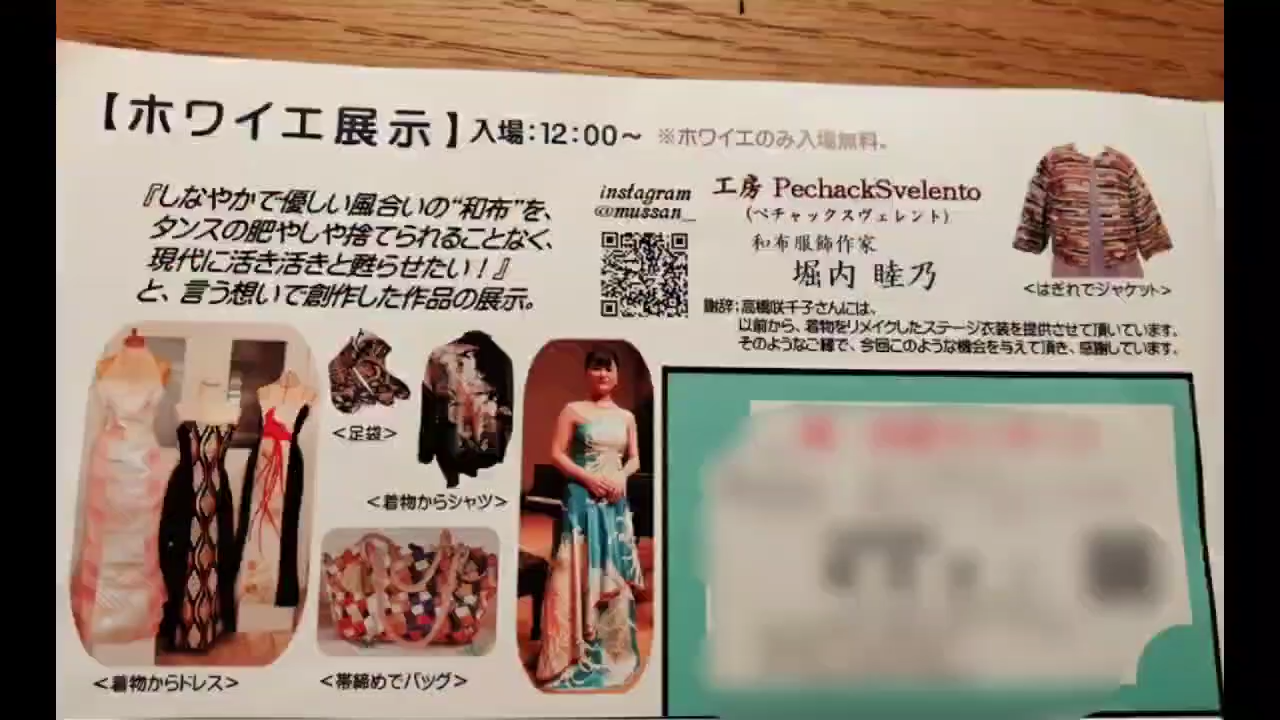 【ホワイエ展示】入場:12:00~ ※ホワイエのみ入場無料。
『しなやかで優しい風合いの“和布”を、
タンスの肥やしや捨てられることなく、
現代に活き活きと甦らせたい!』
と、言う想いで創作した作品の展示。
instagram
@mussan_
工房 PechackSvelento
(ペチャックスヴェレント)
和布服飾作家
堀内 睦乃
<はぎれでジャケット>
謝辞;高橋咲千子さんには、
以前から、着物をリメイクしたステージ衣装を提供させて頂いています。
そのようなご縁で、今回このような機会を与えて頂き、感謝しています。
<足袋>
<着物からシャツ>
<着物からドレス>
<帯締めでバッグ>